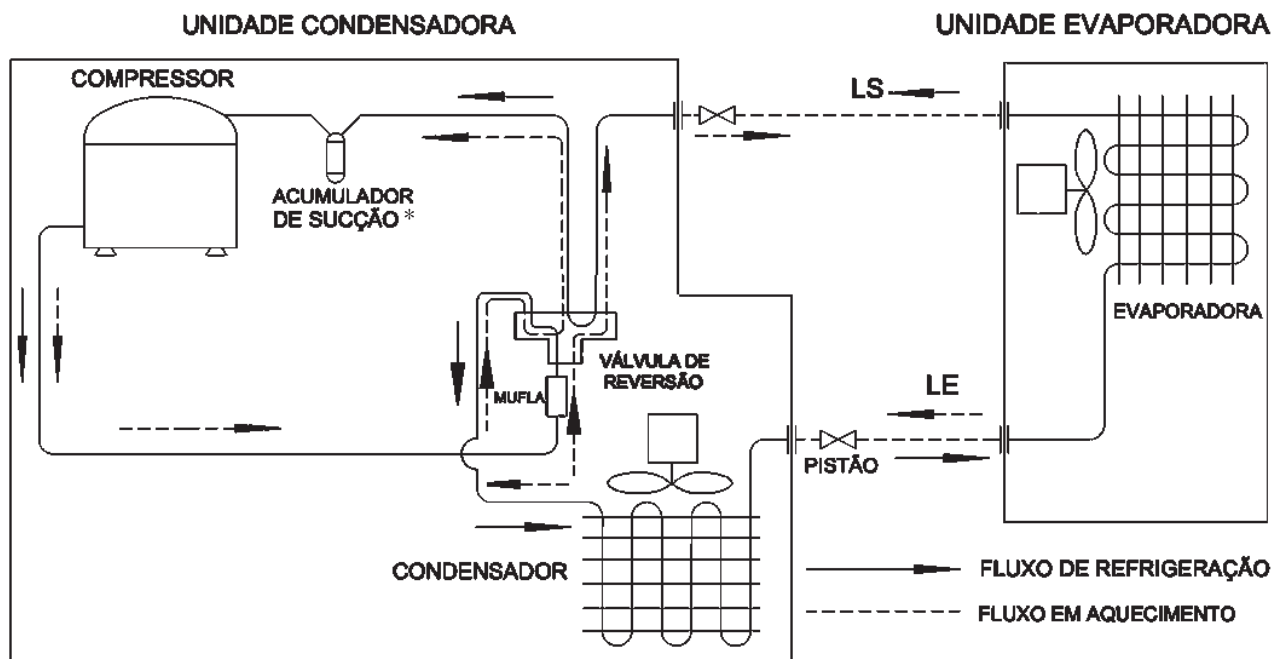 UNIDADE CONDENSADORA
UNIDADE EVAPORADORA
COMPRESSOR
LS
ACUMULADOR
DE SUCÇÃO *
EVAPORADORA
VÁLVULA DE
REVERSÃO
MUFLA
LE
PISTÃO
CONDENSADOR
FLUXO DE REFRIGERAÇÃO
FLUXO EM AQUECIMENTO